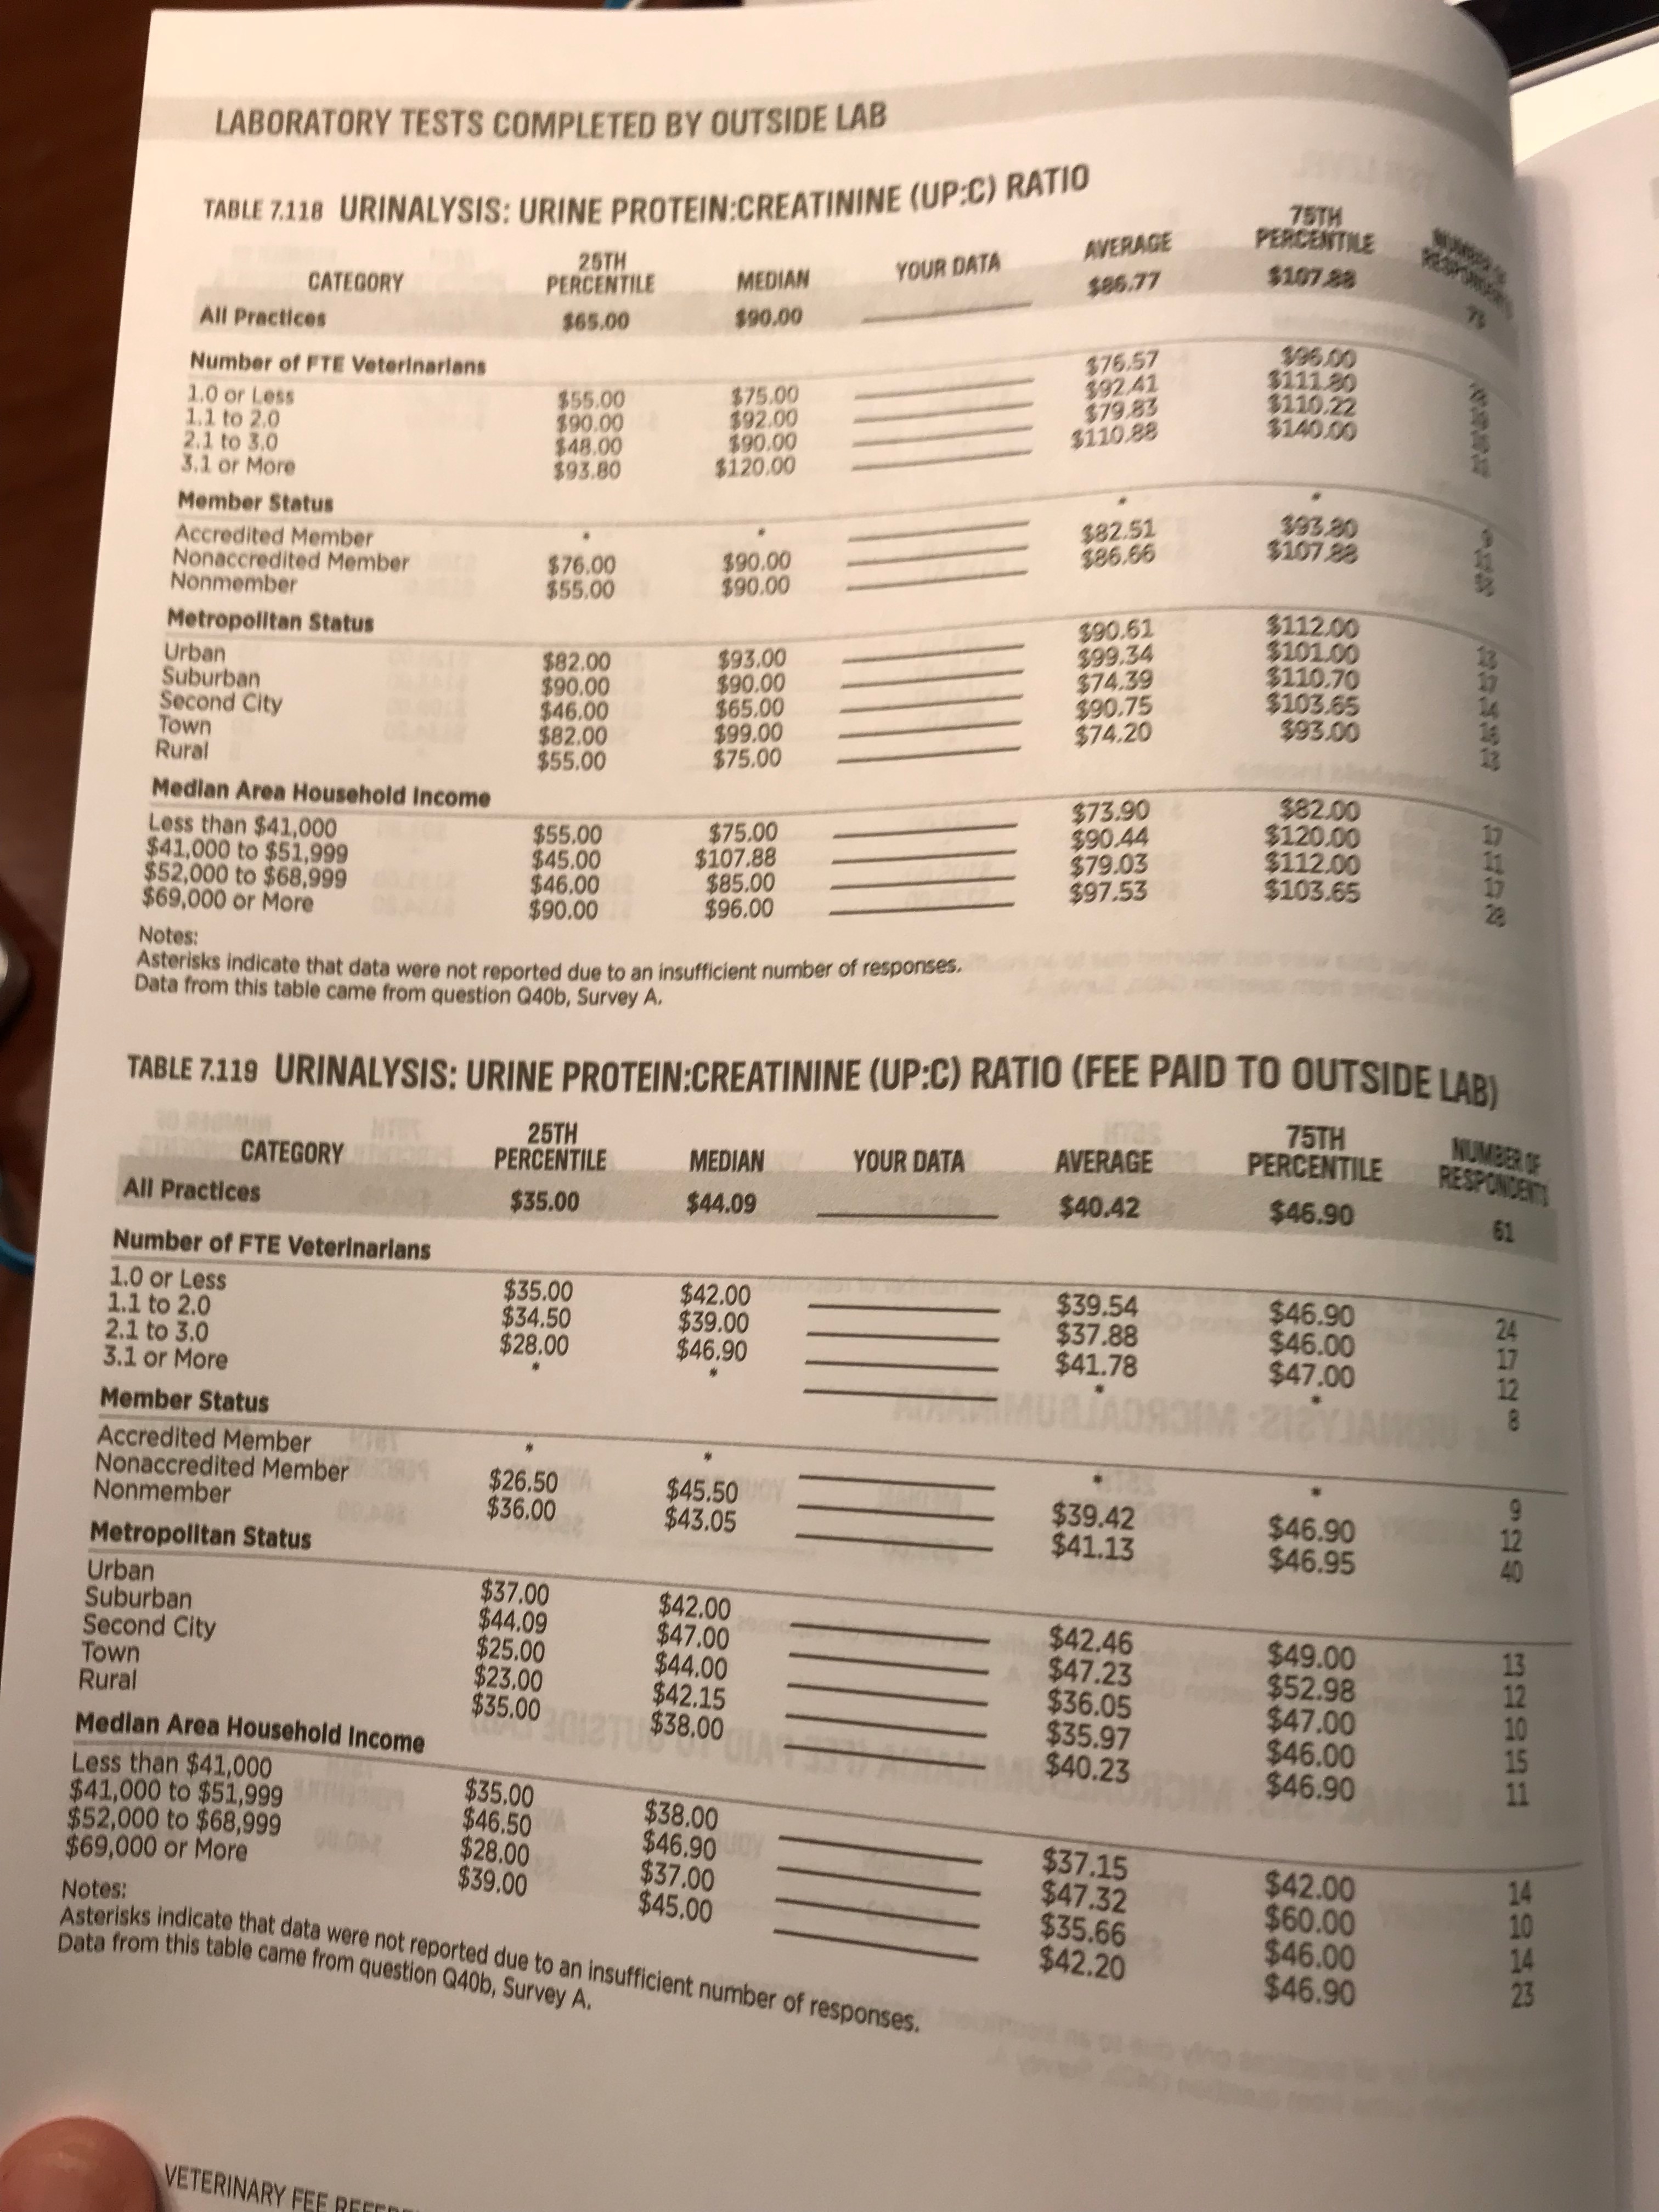 LABORATORY TESTS COMPLETED BY OUTSIDE LAB
TABLE 7.118 URINALYSIS: URINE PROTEIN:CREATININE (UP:C) RATIO
CATEGORY 25TH PERCENTILE MEDIAN YOUR DATA AVERAGE 75TH PERCENTILE NUMBER OF RESPONDENTS
All Practices $65.00 $90.00 $86.77 $107.88
Number of FTE Veterinarians
1.0 or Less $55.00 $75.00 $76.57 $96.00
1.1 to 2.0 $90.00 $92.00 $92.41 $111.80
2.1 to 3.0 $48.00 $90.00 $79.83 $110.22
3.1 or More $93.80 $120.00 $110.88 $140.00
Member Status
Accredited Member * * * *
Nonaccredited Member $76.00 $90.00 $82.51 $93.80
Nonmember $55.00 $90.00 $86.66 $107.88
Metropolitan Status
Urban $82.00 $93.00 $90.61 $112.00
Suburban $90.00 $90.00 $99.34 $101.00
Second City $46.00 $65.00 $74.39 $110.70 14
Town $82.00 $99.00 $90.75 $103.65
Rural $55.00 $75.00 $74.20 $93.00 13
Median Area Household Income
Less than $41,000 $55.00 $75.00 $73.90 $82.00 17
$41,000 to $51,999 $45.00 $107.88 $90.44 $120.00 11
$52,000 to $68,999 $46.00 $85.00 $79.03 $112.00 17
$69,000 or More $90.00 $96.00 $97.53 $103.65 28
Notes:
Asterisks indicate that data were not reported due to an insufficient number of responses.
Data from this table came from question Q40b, Survey A.
TABLE 7.119 URINALYSIS: URINE PROTEIN:CREATININE (UP:C) RATIO (FEE PAID TO OUTSIDE LAB)
CATEGORY 25TH PERCENTILE MEDIAN YOUR DATA AVERAGE 75TH PERCENTILE NUMBER OF RESPONDENTS
All Practices $35.00 $44.09 $40.42 $46.90 61
Number of FTE Veterinarians
1.0 or Less $35.00 $42.00 $39.54 $46.90 24
1.1 to 2.0 $34.50 $39.00 $37.88 $46.00 17
2.1 to 3.0 $28.00 $46.90 $41.78 $47.00 12
3.1 or More * * * * 8
Member Status
Accredited Member * * * * 9
Nonaccredited Member $26.50 $45.50 $39.42 $46.90 12
Nonmember $36.00 $43.05 $41.13 $46.95 40
Metropolitan Status
Urban $37.00 $42.00 $42.46 $49.00 13
Suburban $44.09 $47.00 $47.23 $52.98 12
Second City $25.00 $44.00 $36.05 $47.00 10
Town $23.00 $42.15 $35.97 $46.00 15
Rural $35.00 $38.00 $40.23 $46.90 11
Median Area Household Income
Less than $41,000 $35.00 $38.00 $37.15 $42.00 14
$41,000 to $51,999 $46.50 $46.90 $47.32 $60.00 10
$52,000 to $68,999 $28.00 $37.00 $35.66 $46.00 14
$69,000 or More $39.00 $45.00 $42.20 $46.90 23
Notes:
Asterisks indicate that data were not reported due to an insufficient number of responses.
Data from this table came from question Q40b, Survey A.
VETERINARY FEE